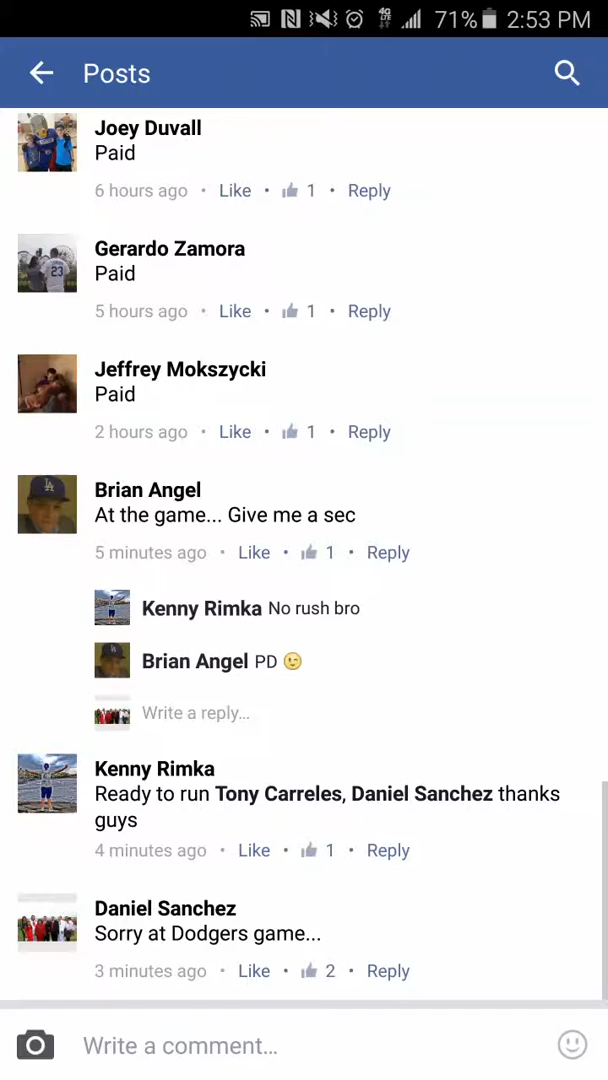 4G LTE 71% 2:53 PM
Posts
Joey Duvall
Paid
6 hours ago • Like • 1 • Reply
Gerardo Zamora
Paid
5 hours ago • Like • 1 • Reply
Jeffrey Mokszycki
Paid
2 hours ago • Like • 1 • Reply
Brian Angel
At the game... Give me a sec
5 minutes ago • Like • 1 • Reply
Kenny Rimka No rush bro
Brian Angel PD 😉
Write a reply...
Kenny Rimka
Ready to run Tony Carreles, Daniel Sanchez thanks
guys
4 minutes ago • Like • 1 • Reply
Daniel Sanchez
Sorry at Dodgers game...
3 minutes ago • Like • 2 • Reply
Write a comment...